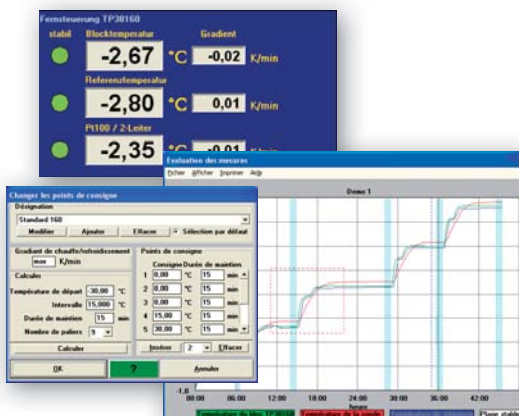 Fernsteuerung TP38160
stabil Blocktemperatur Gradient
-2,67 °C -0,02 K/min
Referenztemperatur
-2,80 °C 0,01 K/min
Pt100 / 2-Leiter
-2,35 °C -0,01 K/min
Evaluation des mesures
Fichier Afficher Imprimer Aide
Demo 1
Changer les points de consigne
Désignation
Standard 160
Modifier Ajouter Effacer Sélection par défaut
Gradient de chauffe/refroidissement
max K/min
Calculer
Température de départ -30,00 °C
Intervalle 15,000 °C
Durée de maintien 15 min
Nombre de paliers 9
Calculer
Points de consigne
Consigne Durée de maintien
1 0,00 °C 15 min
2 0,00 °C 15 min
3 0,00 °C 15 min
4 15,00 °C 15 min
5 30,00 °C 15 min
Insérer 2 Effacer
OK ? Annuler
-1,0
00:00 06:00 12:00 18:00 24:00 30:00 36:00 42:00
heure
Plage stable